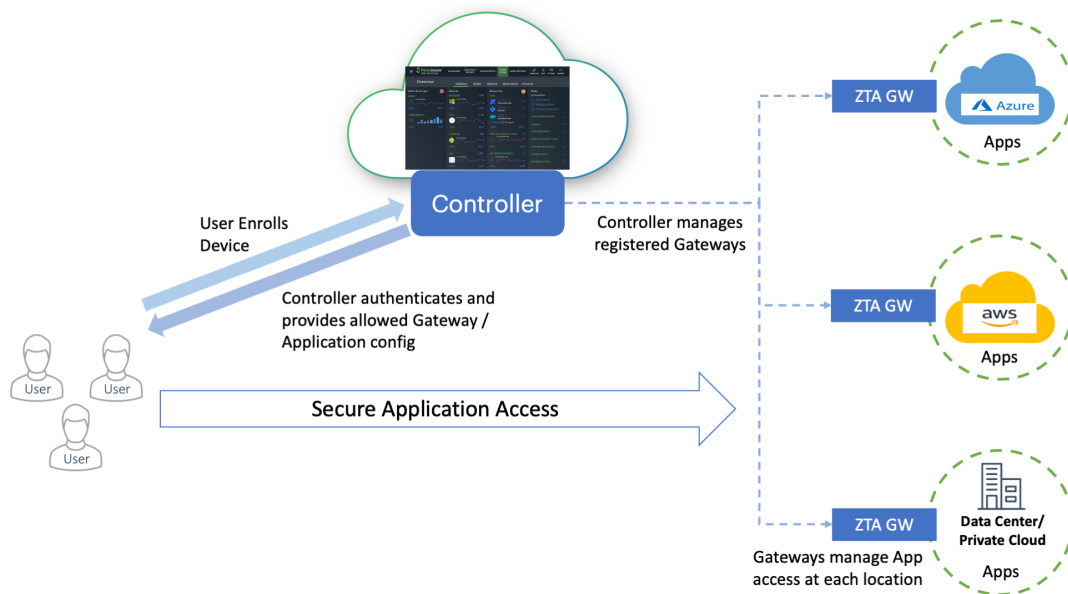 Overview
Controller
User Enrolls
Device
Controller authenticates and
provides allowed Gateway /
Application config
Controller manages
registered Gateways
User
User
User
Secure Application Access
ZTA GW
Azure
Apps
ZTA GW
aws
Apps
ZTA GW
Data Center/
Private Cloud
Apps
Gateways manage App
access at each location